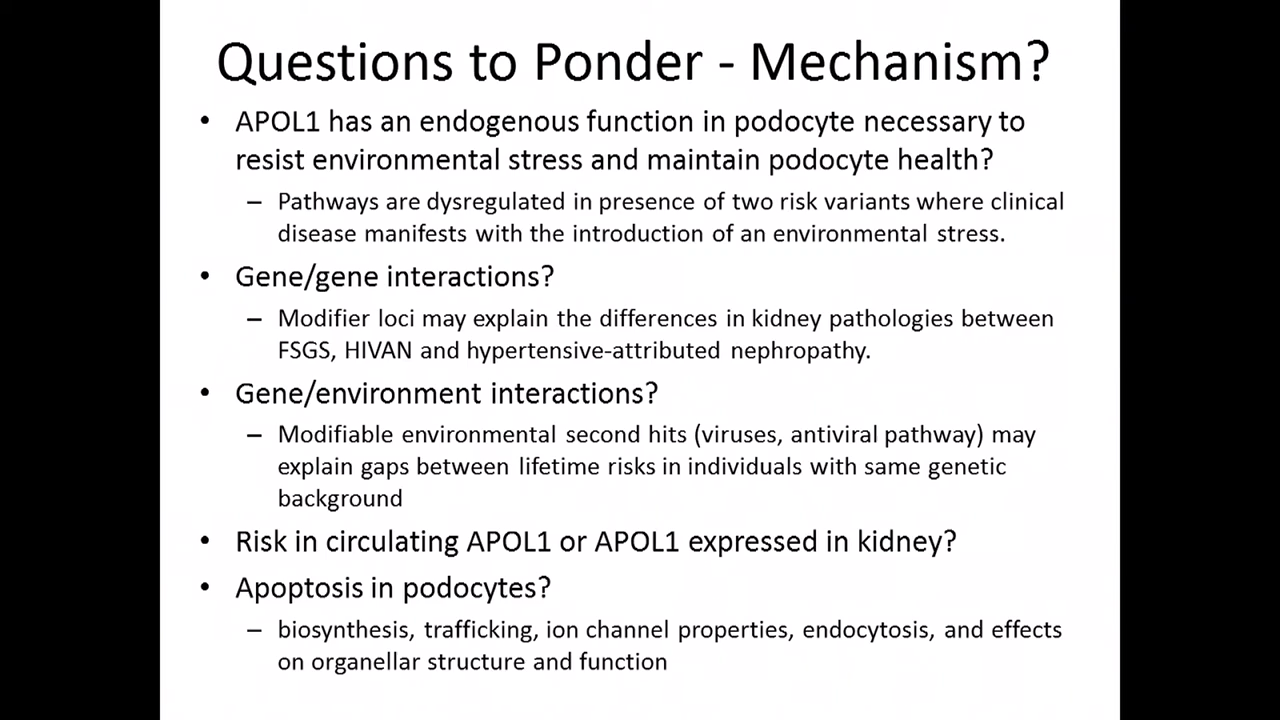 Questions to Ponder - Mechanism?
• APOL1 has an endogenous function in podocyte necessary to
resist environmental stress and maintain podocyte health?
– Pathways are dysregulated in presence of two risk variants where clinical
disease manifests with the introduction of an environmental stress.
• Gene/gene interactions?
– Modifier loci may explain the differences in kidney pathologies between
FSGS, HIVAN and hypertensive-attributed nephropathy.
• Gene/environment interactions?
– Modifiable environmental second hits (viruses, antiviral pathway) may
explain gaps between lifetime risks in individuals with same genetic
background
• Risk in circulating APOL1 or APOL1 expressed in kidney?
• Apoptosis in podocytes?
– biosynthesis, trafficking, ion channel properties, endocytosis, and effects
on organellar structure and function